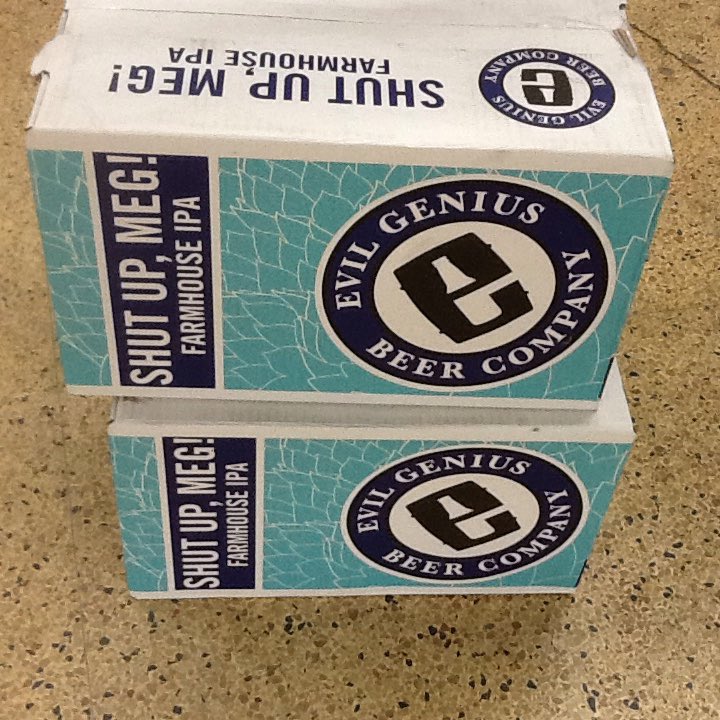 SHUT UP, MEG!
FARMHOUSE IPA
EVIL GENIUS
BEER COMPANY
SHUT UP, MEG!
FARMHOUSE IPA
EVIL GENIUS
BEER COMPANY
SHUT UP, MEG!
FARMHOUSE IPA
EVIL GENIUS
BEER COMPANY